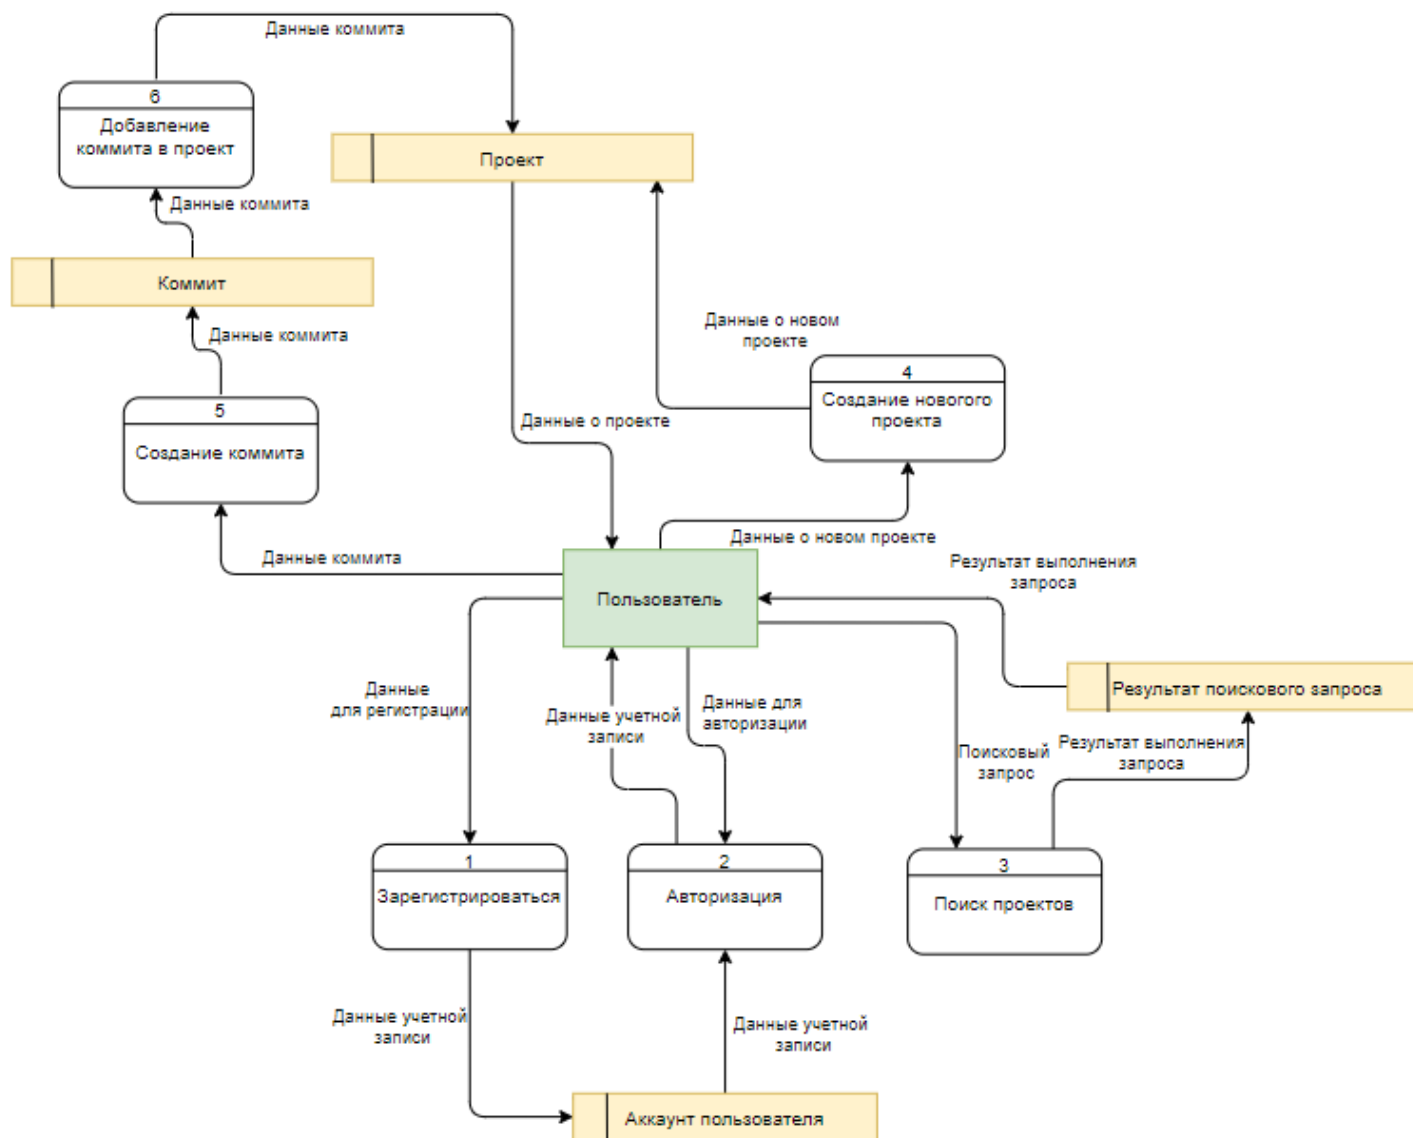 Данные коммита
6
Добавление
коммита в проект
Проект
Данные коммита
Коммит
Данные коммита
Данные о новом
проекте
4
Создание нового
проекта
5
Создание коммита
Данные о проекте
Данные о новом проекте
Данные коммита
Результат выполнения
запроса
Пользователь
Результат поискового запроса
Данные
для регистрации
Данные учетной
записи
Данные для
авторизации
Поисковый
запрос
Результат выполнения
запроса
1
Зарегистрироваться
2
Авторизация
3
Поиск проектов
Данные учетной
записи
Данные учетной
записи
Аккаунт пользователя